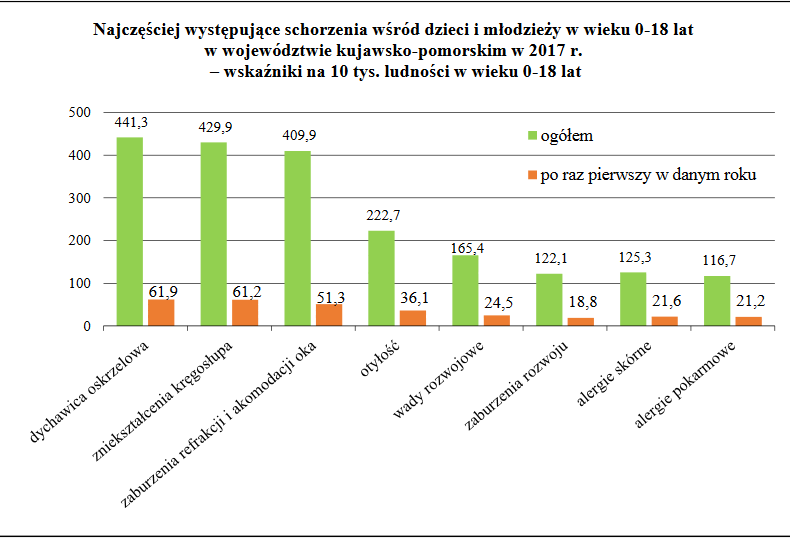 Najczęściej występujące schorzenia wśród dzieci i młodzieży w wieku 0-18 lat
w województwie kujawsko-pomorskim w 2017 r.
– wskaźniki na 10 tys. ludności w wieku 0-18 lat
500
400
300
200
100
0
441,3
429,9
409,9
222,7
165,4
122,1
125,3
116,7
61,9
61,2
51,3
36,1
24,5
18,8
21,6
21,2
ogółem
po raz pierwszy w danym roku
dychawica oskrzelowa
zniekształcenia kręgosłupa
zaburzenia refrakcji i akomodacji oka
otyłość
wady rozwojowe
zaburzenia rozwoju
alergie skórne
alergie pokarmowe